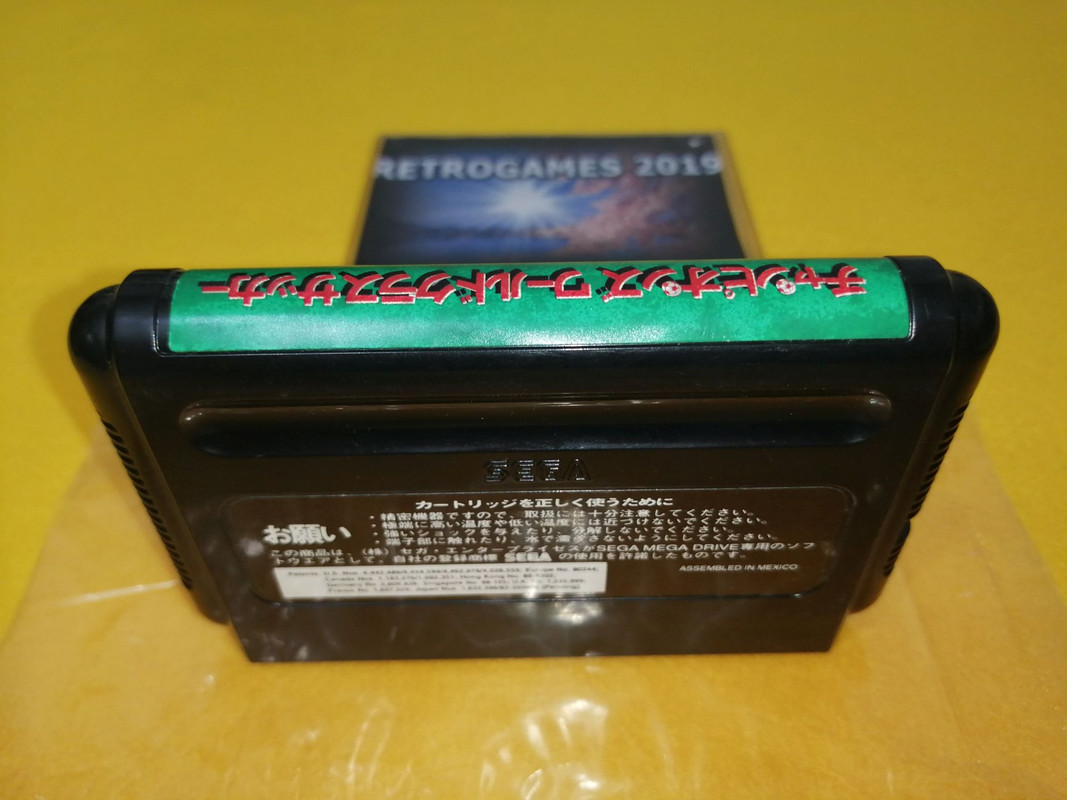 RETROGAMES 2019
チャンピオンズ ワールドクラスサッカー
SEGA
カートリッジを正しく使うために
お願い
・精密機器ですので、取扱には十分注意してください。
・極端に高い温度や低い温度には近づけないでください。
・強いショックを与えたり、分解しないでください。
・端子部に触れたり、水で濡らさないようにしてください。
この商品は、(株)セガ・エンタープライゼスがSEGA MEGA DRIVE専用のソフ
トウエアとして、自社の登録商標 SEGA の使用を許諾したものです。
ASSEMBLED IN MEXICO